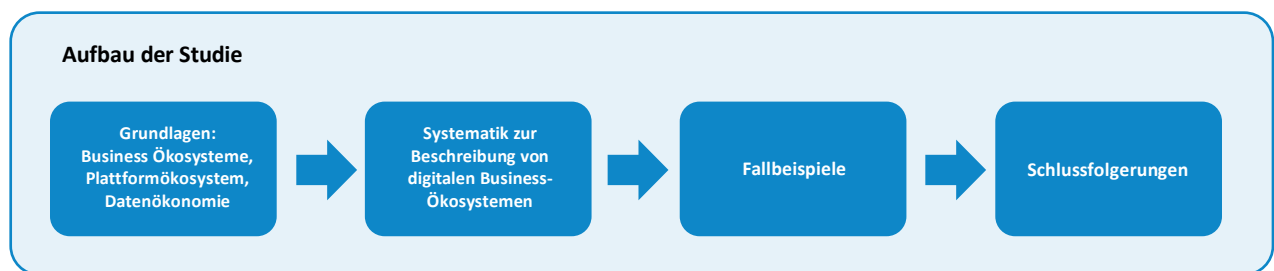 Aufbau der Studie
Grundlagen:
Business Ökosysteme,
Plattformökosystem,
Datenökonomie
Systematik zur
Beschreibung von
digitalen Business-
Ökosystemen
Fallbeispiele
Schlussfolgerungen